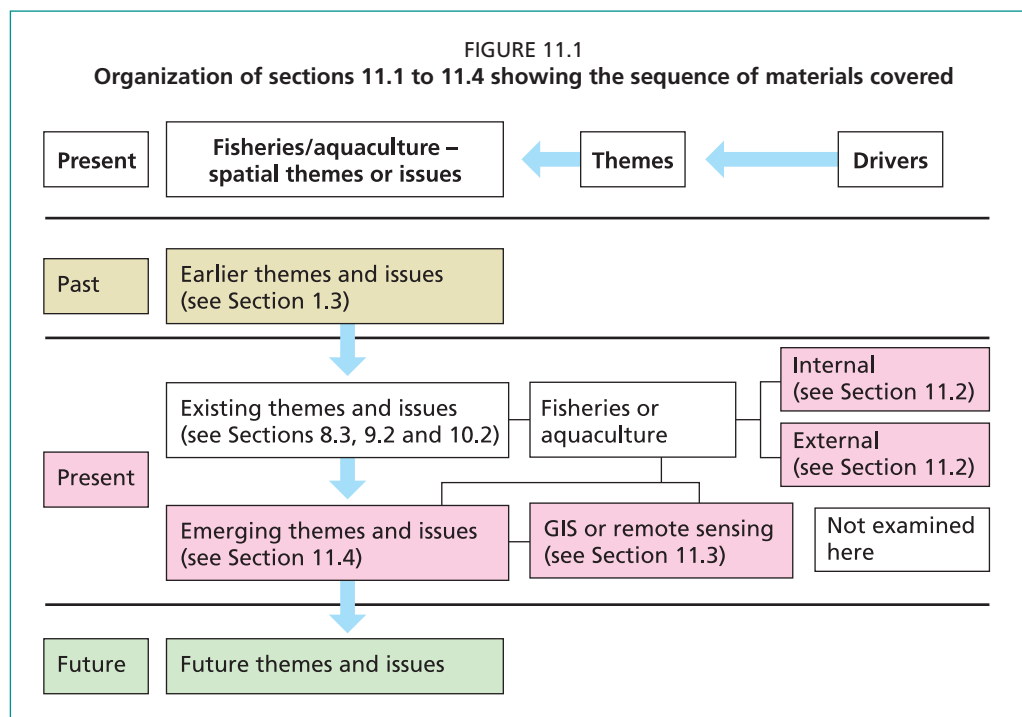 FIGURE 11.1
Organization of sections 11.1 to 11.4 showing the sequence of materials covered
Present
Fisheries/aquaculture –
spatial themes or issues
Themes
Drivers
Past
Earlier themes and issues
(see Section 1.3)
Present
Existing themes and issues
(see Sections 8.3, 9.2 and 10.2)
Fisheries or
aquaculture
Internal
(see Section 11.2)
External
(see Section 11.2)
Emerging themes and issues
(see Section 11.4)
GIS or remote sensing
(see Section 11.3)
Not examined
here
Future
Future themes and issues